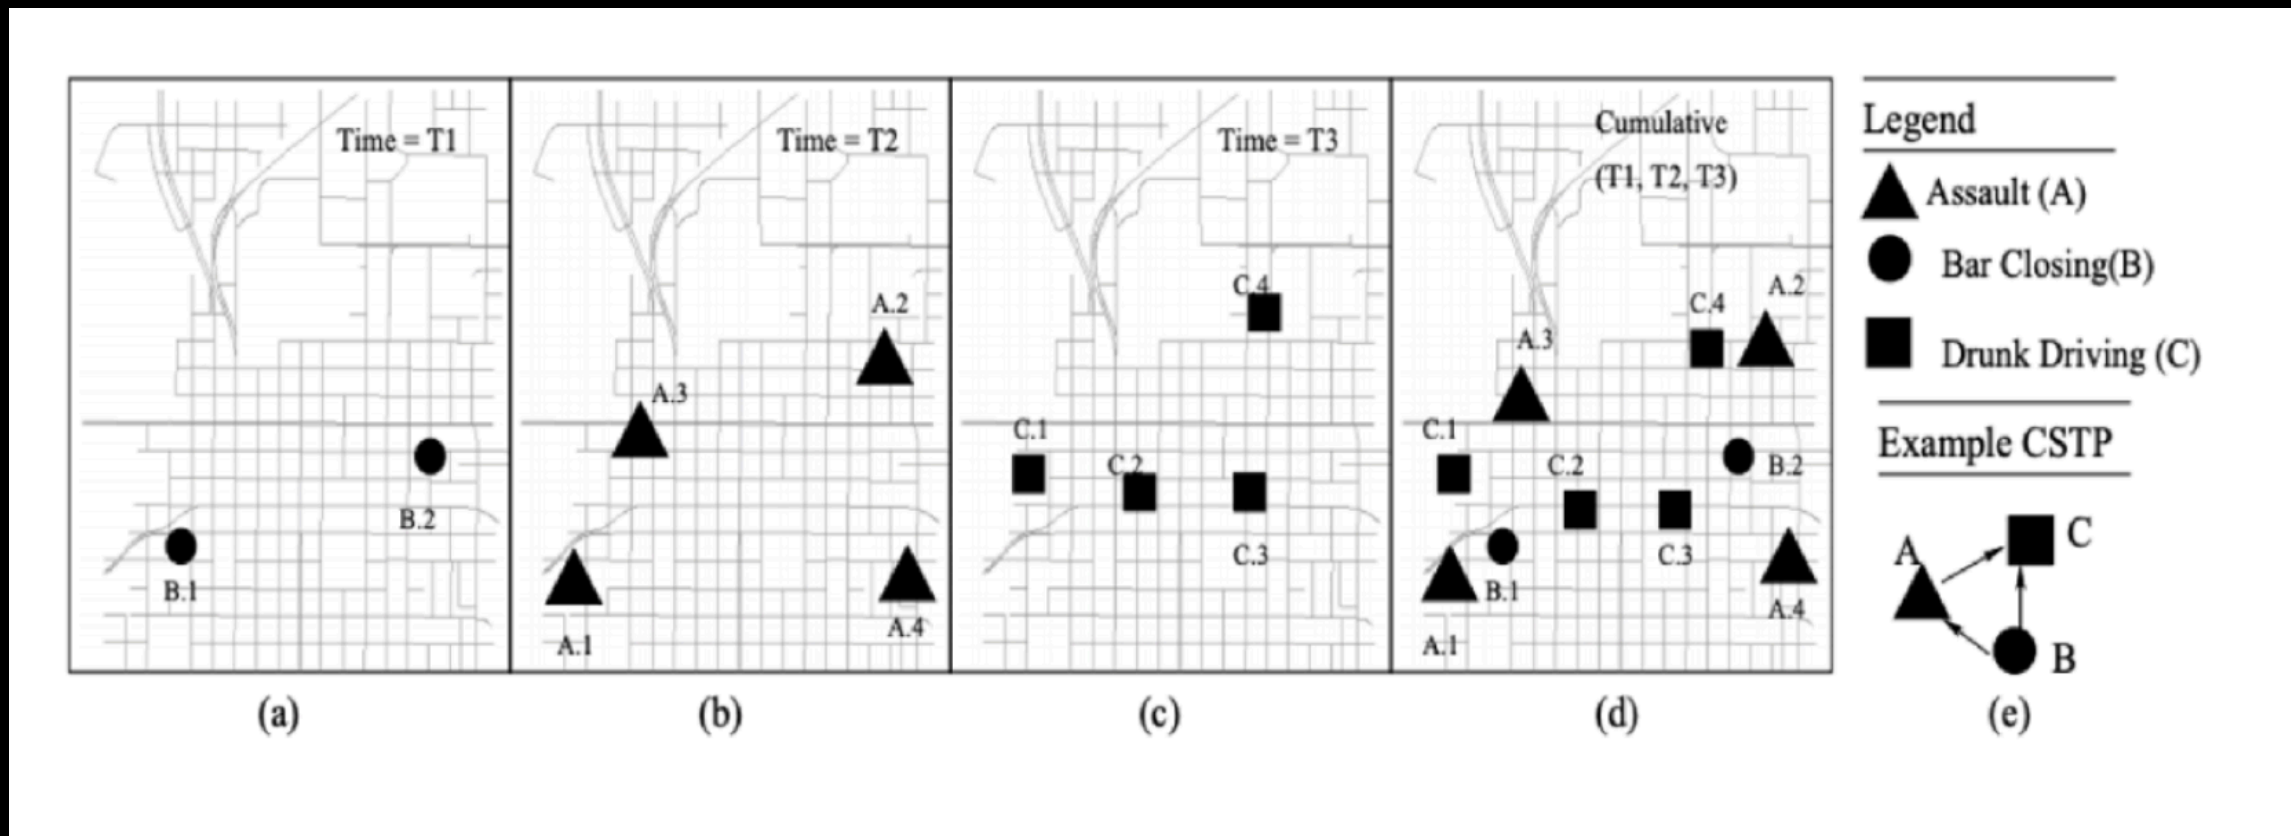 Time = T1
B.2
B.1
(a)
Time = T2
A.2
A.3
A.1
A.4
(b)
Time = T3
C.4
C.1
C.2
C.3
(c)
Cumulative
(T1, T2, T3)
A.2
C.4
A.3
C.1
C.2
B.2
C.3
B.1
A.4
A.1
(d)
Legend
Assault (A)
Bar Closing(B)
Drunk Driving (C)
Example CSTP
A
C
B
(e)